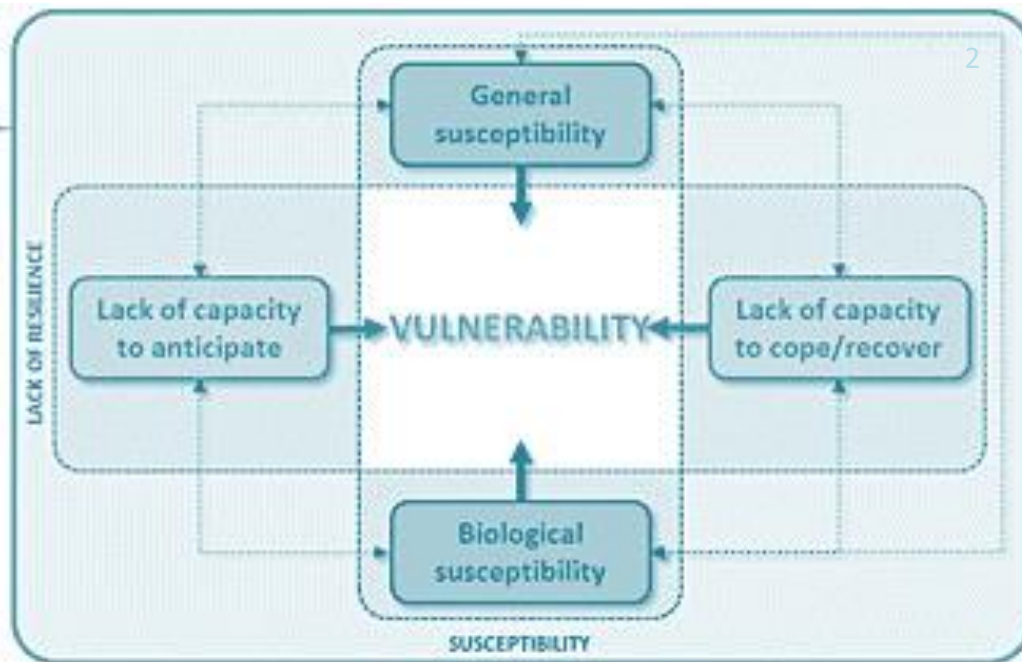 2
General
susceptibility
LACK OF RESILIENCE
Lack of capacity
to anticipate
VULNERABILITY
Lack of capacity
to cope/recover
Biological
susceptibility
SUSCEPTIBILITY